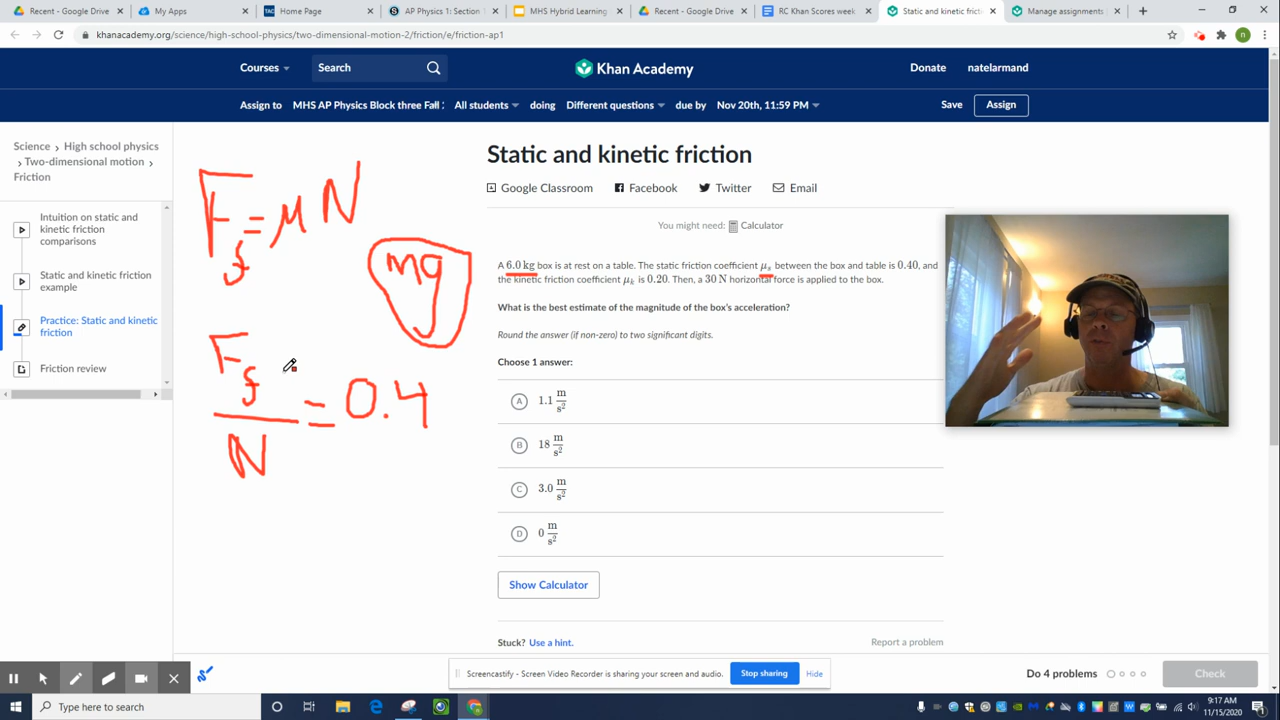 Recent - Google Drive
My Apps
Home Page
AP Physics 1: Section
MHS Hybrid Learning
Recent - Google Drive
RC Khan Scores week
Static and kinetic fricti
Manage assignments
khanacademy.org/science/high-school-physics/two-dimensional-motion-2/friction/e/friction-ap1
Courses
Search
Khan Academy
Donate
natelarmand
Assign to MHS AP Physics Block three Fall All students doing Different questions due by Nov 20th, 11:59 PM
Save
Assign
Science > High school physics
> Two-dimensional motion >
Friction
Intuition on static and
kinetic friction
comparisons
Static and kinetic friction
example
Practice: Static and kinetic
friction
Friction review
F_f = μ N
mg
F_f / N = 0.4
Static and kinetic friction
Google Classroom Facebook Twitter Email
You might need: Calculator
A 6.0 kg box is at rest on a table. The static friction coefficient μs between the box and table is 0.40, and
the kinetic friction coefficient μk is 0.20. Then, a 30 N horizontal force is applied to the box.
What is the best estimate of the magnitude of the box's acceleration?
Round the answer (if non-zero) to two significant digits.
Choose 1 answer:
A 1.1 m/s²
B 18 m/s²
C 3.0 m/s²
D 0 m/s²
Show Calculator
Stuck? Use a hint.
Report a problem
Screencastify - Screen Video Recorder is sharing your screen and audio.
Stop sharing
Hide
Do 4 problems
Check
Type here to search
9:17 AM
11/15/2020